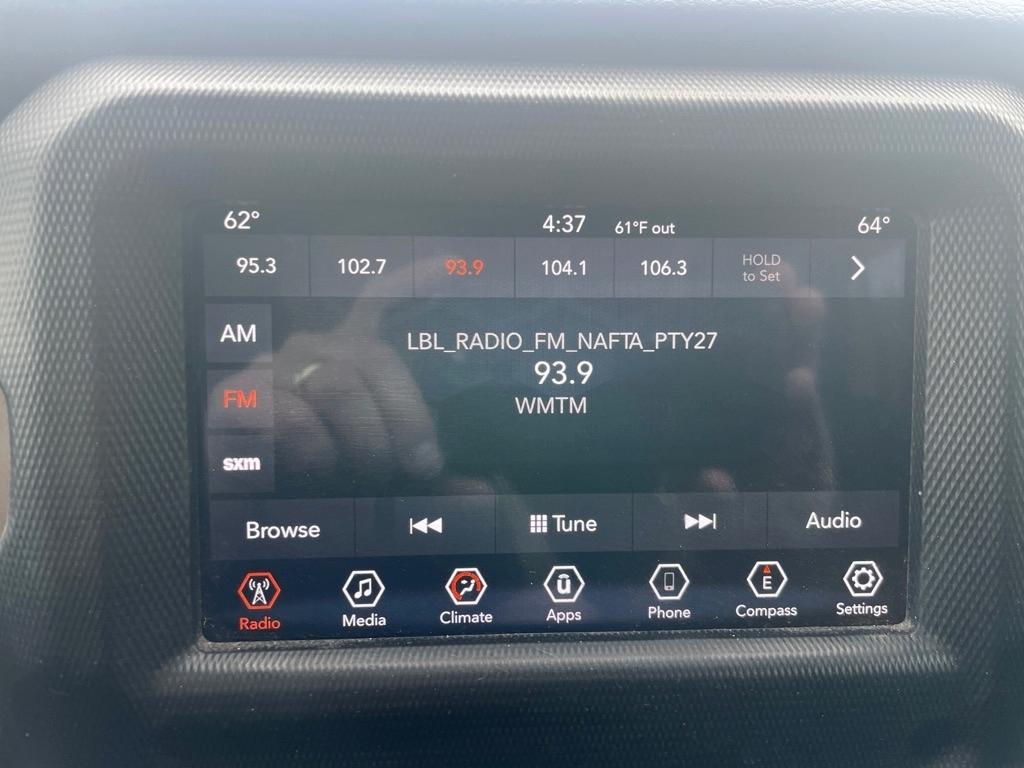 62° 4:37 61°F out 64°
95.3 102.7 93.9 104.1 106.3 HOLD
to Set
AM
LBL_RADIO_FM_NAFTA_PTY27
93.9
FM
WMTM
sxm
Browse Tune Audio
E
Radio Media Climate Apps Phone Compass Settings